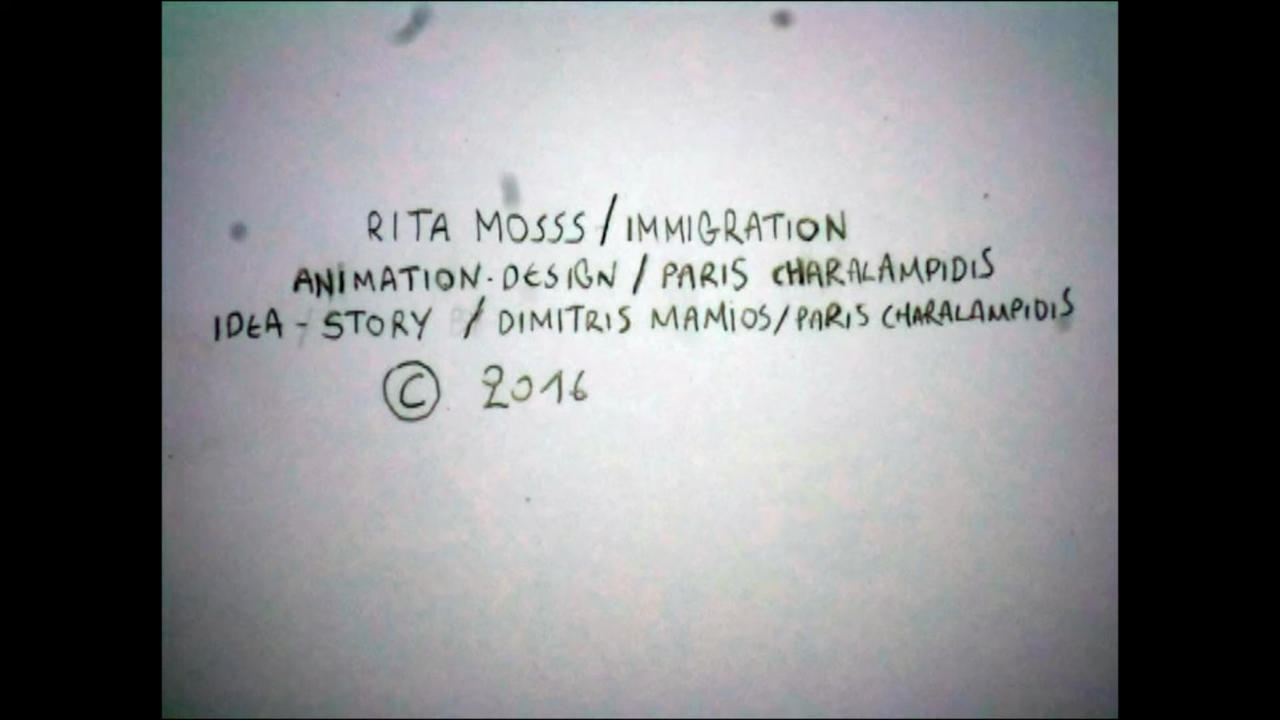 RITA MOSSS / IMMIGRATION
ANIMATION. DESIGN / PARIS CHARALAMPIDIS
IDEA - STORY / DIMITRIS MAMIOS / PARIS CHARALAMPIDIS
© 2016